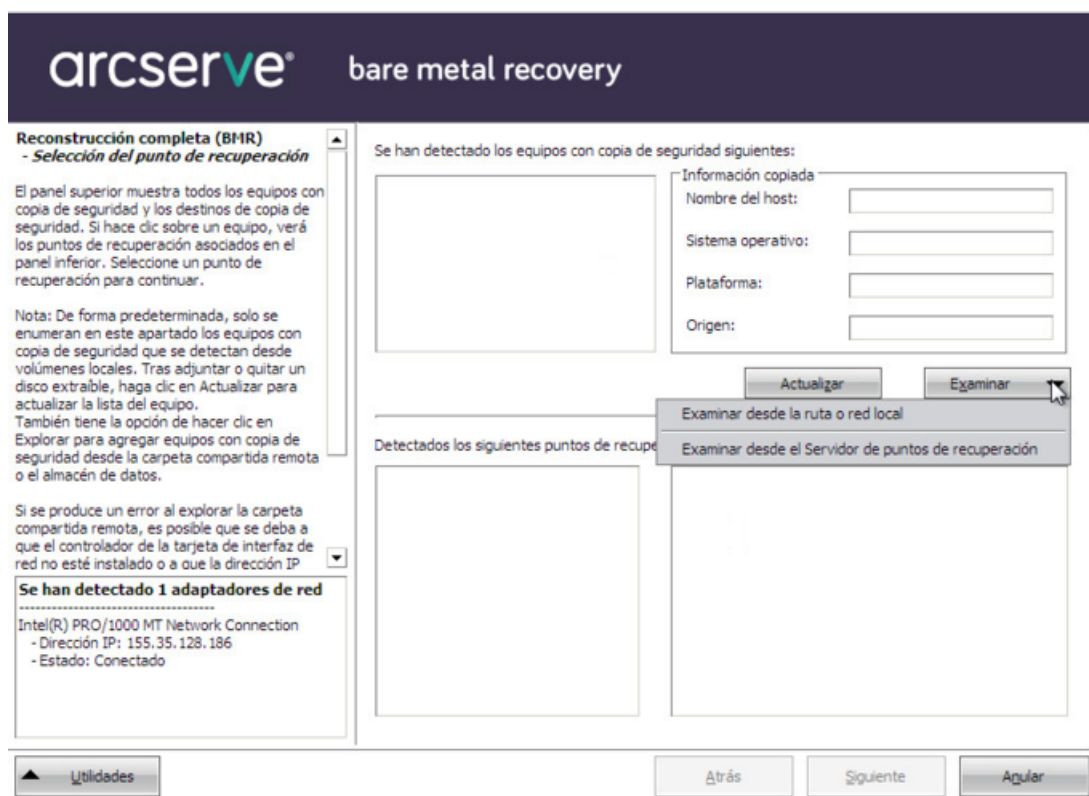 arcserve® bare metal recovery
Reconstrucción completa (BMR)
- Selección del punto de recuperación
El panel superior muestra todos los equipos con
copia de seguridad y los destinos de copia de
seguridad. Si hace clic sobre un equipo, verá
los puntos de recuperación asociados en el
panel inferior. Seleccione un punto de
recuperación para continuar.
Nota: De forma predeterminada, solo se
enumeran en este apartado los equipos con
copia de seguridad que se detectan desde
volúmenes locales. Tras adjuntar o quitar un
disco extraíble, haga clic en Actualizar para
actualizar la lista del equipo.
También tiene la opción de hacer clic en
Explorar para agregar equipos con copia de
seguridad desde la carpeta compartida remota
o el almacén de datos.
Si se produce un error al explorar la carpeta
compartida remota, es posible que se deba a
que el controlador de la tarjeta de interfaz de
red no esté instalado o a que la dirección IP
Se han detectado 1 adaptadores de red
-------------------------------------
Intel(R) PRO/1000 MT Network Connection
- Dirección IP: 155.35.128.186
- Estado: Conectado
Se han detectado los equipos con copia de seguridad siguientes:
Información copiada
Nombre del host:
Sistema operativo:
Plataforma:
Origen:
Actualizar
Examinar
Examinar desde la ruta o red local
Examinar desde el Servidor de puntos de recuperación
Detectados los siguientes puntos de recupe
Utilidades
Atrás
Siguiente
Anular